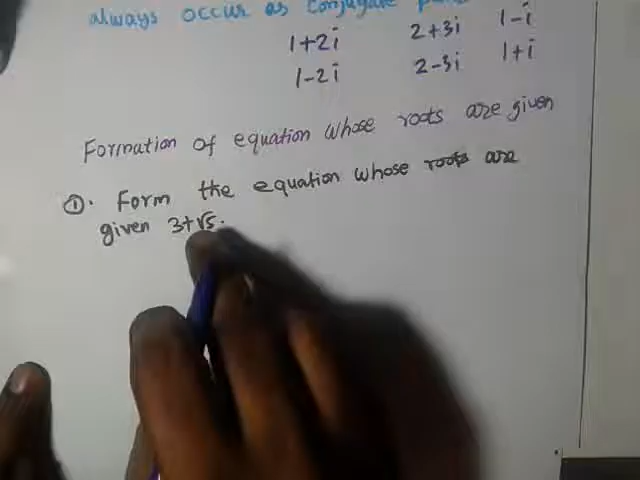 always occur as conjugate
1+2i 2+3i 1-i
1-2i 2-3i 1+i
Formation of equation whose roots are given
①. Form the equation whose roots are
given 3+√5.